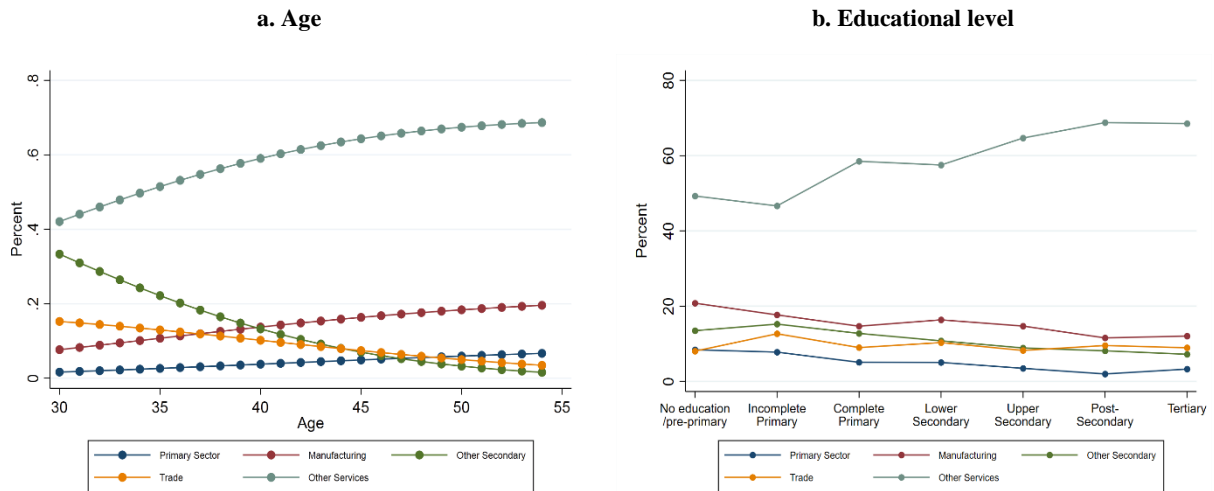 a. Age
Percent
.8
.6
.4
.2
0
30 35 40 45 50 55
Age
Primary Sector Manufacturing Other Secondary
Trade Other Services
b. Educational level
Percent
80
60
40
20
0
No education Incomplete Complete Lower Upper Post- Tertiary
/pre-primary Primary Primary Secondary Secondary Secondary
Primary Sector Manufacturing Other Secondary
Trade Other Services